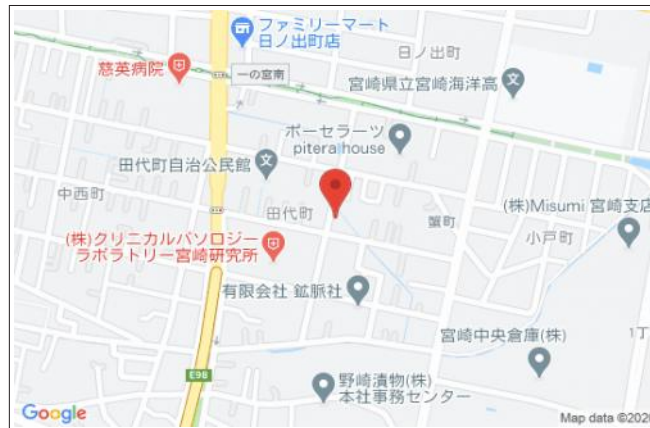 ファミリーマート
日ノ出町店
日ノ出町
慈英病院
一の宮南
宮崎県立宮崎海洋高
ポーセラーツ
pitera house
田代町自治公民館
中西町
田代町
蟹町
(株)Misumi 宮崎支店
小戸町
(株)クリニカルパソロジー
ラボラトリー宮崎研究所
有限会社 鉱脈社
宮崎中央倉庫(株)
1丁
E98
野崎漬物(株)
本社事務センター
Google
Map data ©2020